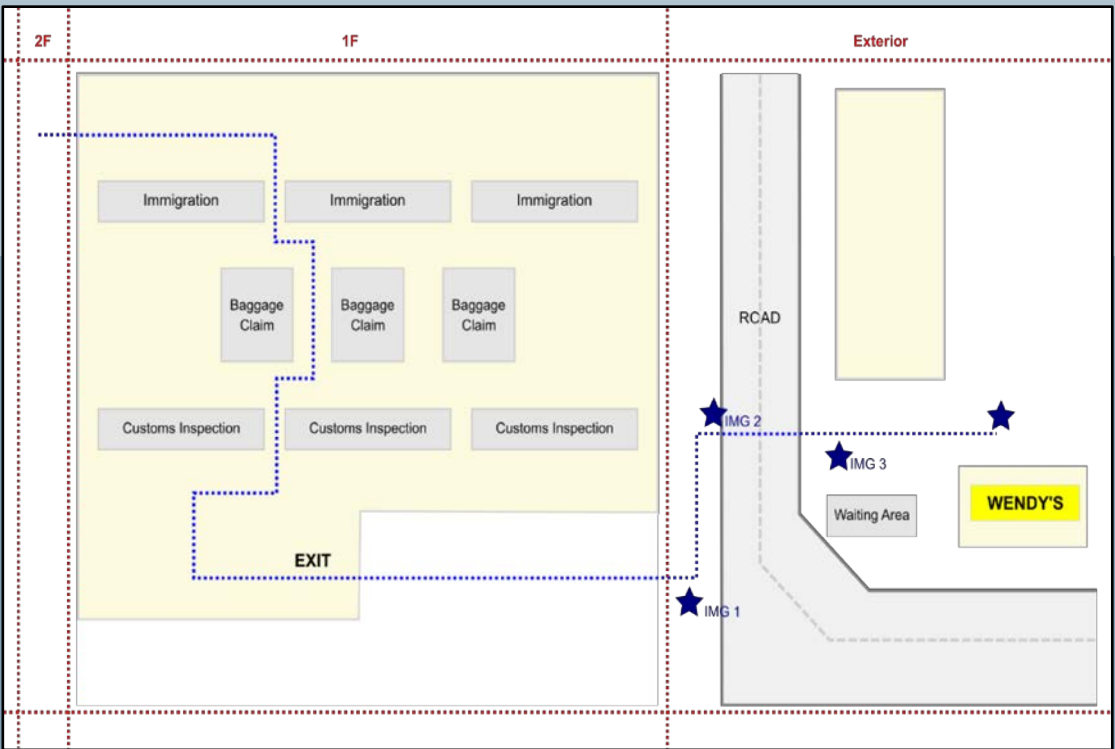 2F
1F
Exterior
Immigration
Immigration
Immigration
Baggage
Claim
Baggage
Claim
Baggage
Claim
ROAD
Customs Inspection
Customs Inspection
Customs Inspection
IMG 2
IMG 3
WENDY'S
Waiting Area
EXIT
IMG 1